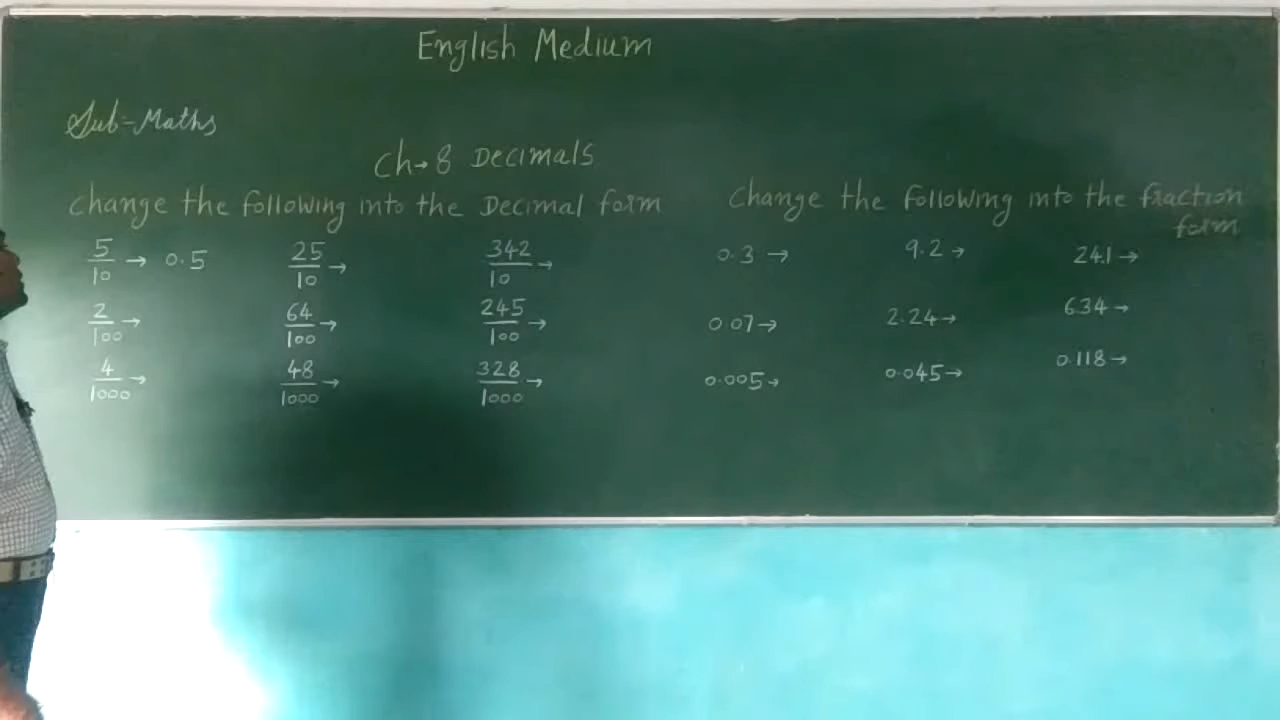 English Medium
Sub-Maths
Ch→8 Decimals
Change the following into the Decimal form
5/10 → 0.5 25/10 → 342/10 →
2/100 → 64/100 → 245/100 →
4/1000 → 48/1000 → 328/1000 →
Change the following into the fraction
form
0.3 → 9.2 → 24.1 →
0.07 → 2.24 → 6.34 →
0.005 → 0.045 → 0.118 →